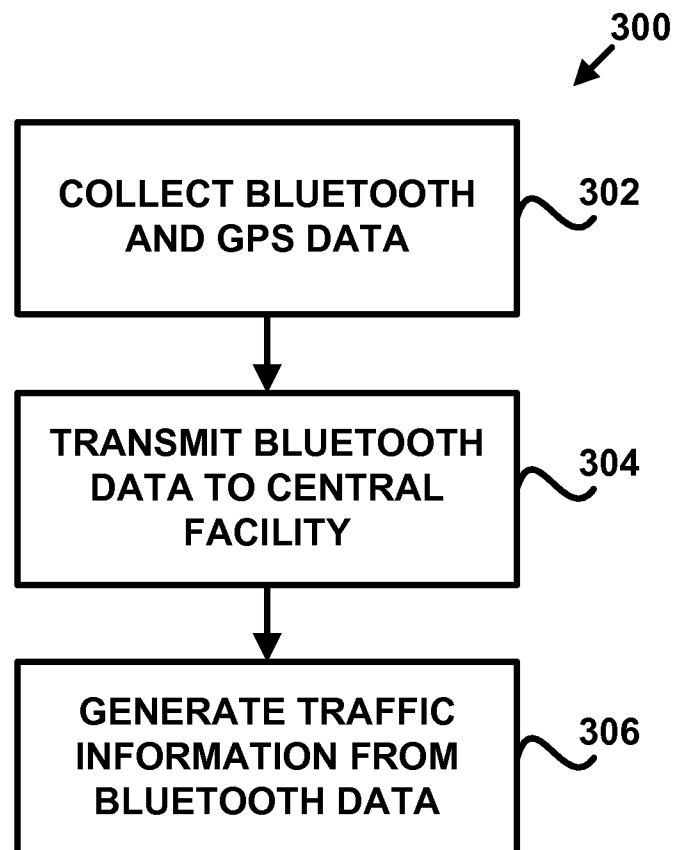 300
COLLECT BLUETOOTH
AND GPS DATA
302
TRANSMIT BLUETOOTH
DATA TO CENTRAL
FACILITY
304
GENERATE TRAFFIC
INFORMATION FROM
BLUETOOTH DATA
306